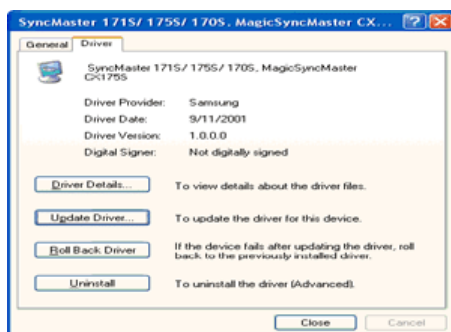 SyncMaster 171S/ 175S/ 170S, MagicSyncMaster CX...
General
Driver
SyncMaster 171S/ 175S/ 170S, MagicSyncMaster
CX175S
Driver Provider: Samsung
Driver Date: 9/11/2001
Driver Version: 1.0.0.0
Digital Signer: Not digitally signed
Driver Details... To view details about the driver files.
Update Driver... To update the driver for this device.
Roll Back Driver If the device fails after updating the driver, roll
back to the previously installed driver.
Uninstall To uninstall the driver (Advanced).
Close Cancel